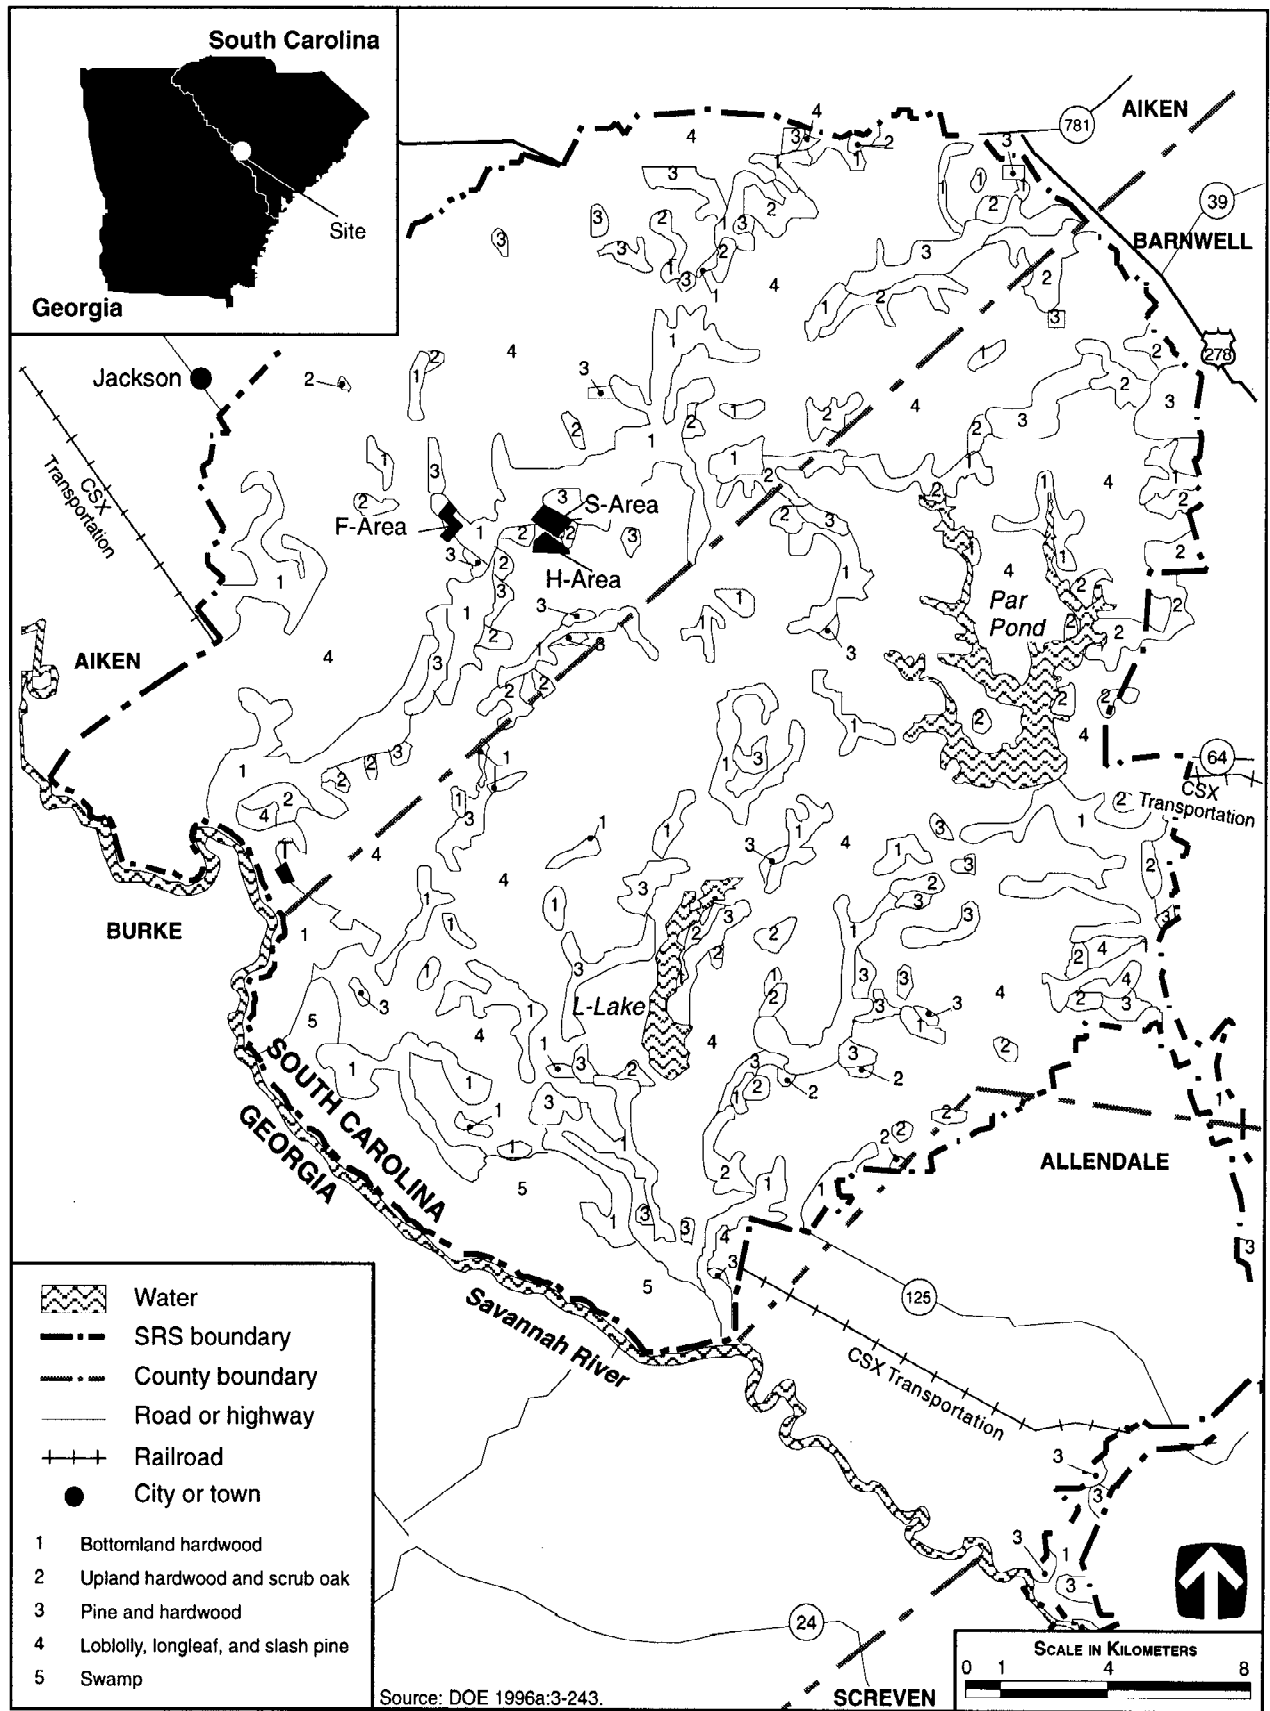 South Carolina
Site
Georgia
AIKEN
781
39
BARNWELL
278
Jackson
CSX
Transportation
F-Area
S-Area
H-Area
Par
Pond
AIKEN
64
CSX
Transportation
BURKE
L-Lake
SOUTH CAROLINA
GEORGIA
ALLENDALE
125
Savannah River
CSX Transportation
24
SCREVEN
Water
SRS boundary
County boundary
Road or highway
Railroad
City or town
1 Bottomland hardwood
2 Upland hardwood and scrub oak
3 Pine and hardwood
4 Loblolly, longleaf, and slash pine
5 Swamp
Source: DOE 1996a:3-243.
SCALE IN KILOMETERS
0 1 4 8